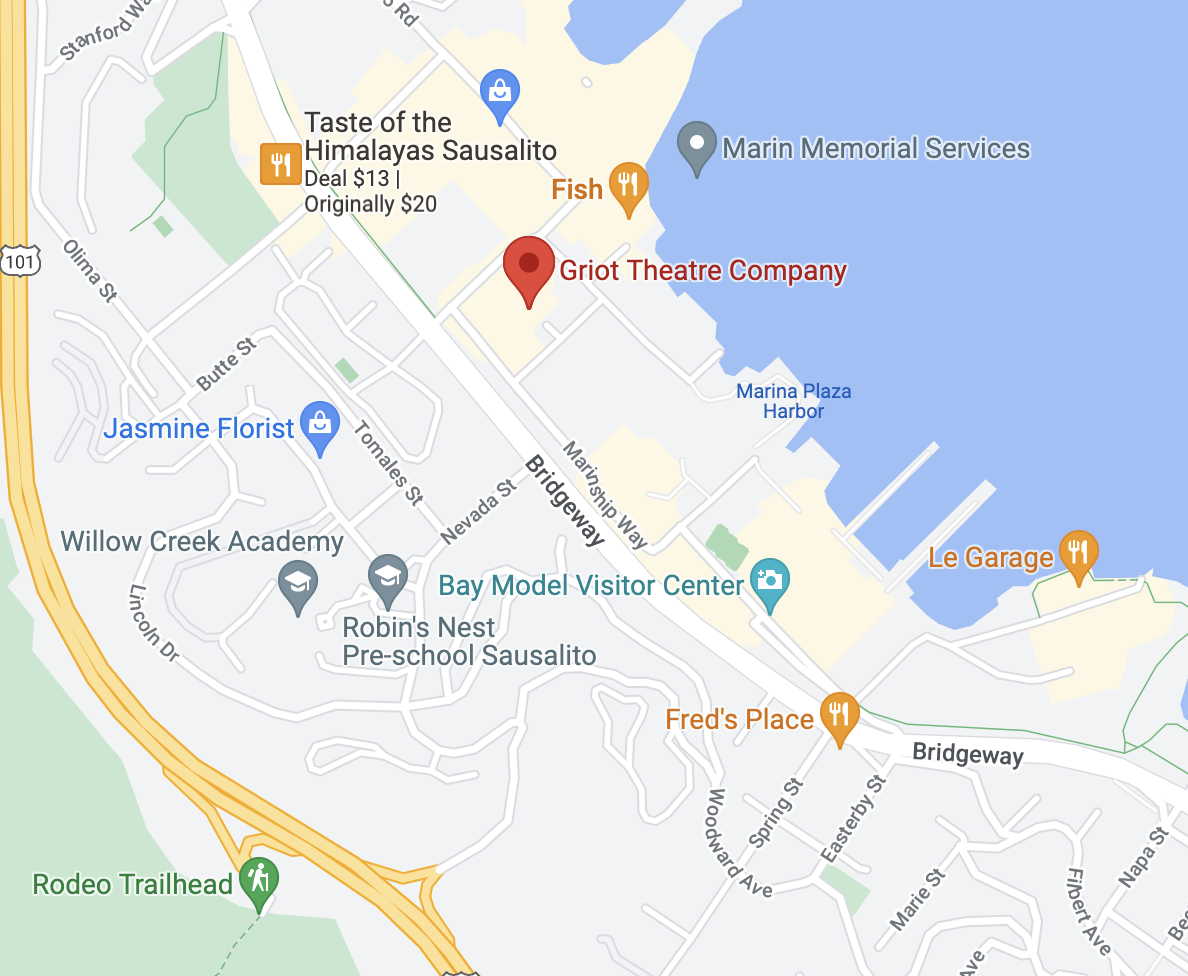 Stanford Wa
o Rd
Taste of the
Himalayas Sausalito
Deal $13 |
Originally $20
Marin Memorial Services
Fish
101
Olima St
Griot Theatre Company
Butte St
Marina Plaza
Harbor
Jasmine Florist
Tomales St
Nevada St
Bridgeway
Marinship Way
Willow Creek Academy
Le Garage
Bay Model Visitor Center
Lincoln Dr
Robin's Nest
Pre-school Sausalito
Fred's Place
Bridgeway
Woodward Ave
Spring St
Easterby St
Napa St
Rodeo Trailhead
Marie St
Filbert Ave
Bee
Ave
101